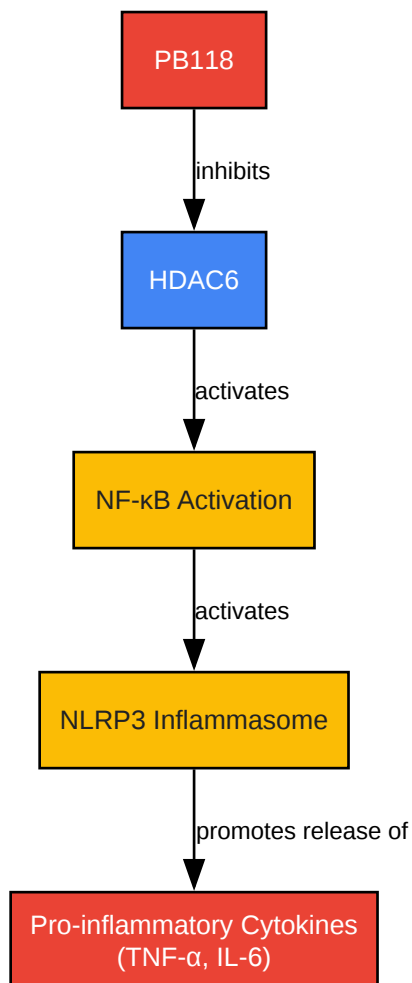 PB118
inhibits
HDAC6
activates
NF-κB Activation
activates
NLRP3 Inflammasome
promotes release of
Pro-inflammatory Cytokines
(TNF-α, IL-6)